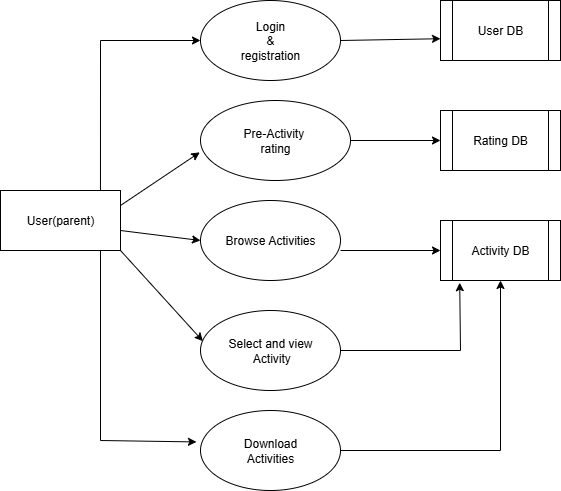 Login
&
registration
User DB
Pre-Activity
rating
Rating DB
User(parent)
Browse Activities
Activity DB
Select and view
Activity
Download
Activities